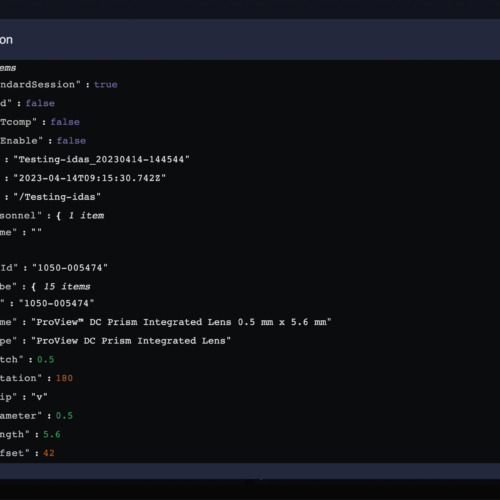 on
ems
ndardSession" : true
d" : false
Tcomp" : false
Enable" : false
: "Testing-idas_20230414-144544"
: "2023-04-14T09:15:30.742Z"
: "/Testing-idas"
sonnel" : { 1 item
me" : ""
Id" : "1050-005474"
be" : { 15 items
" : "1050-005474"
me" : "ProView™ DC Prism Integrated Lens 0.5 mm x 5.6 mm"
pe" : "ProView DC Prism Integrated Lens"
tch" : 0.5
tation" : 180
ip" : "v"
ameter" : 0.5
ngth" : 5.6
fset" : 42